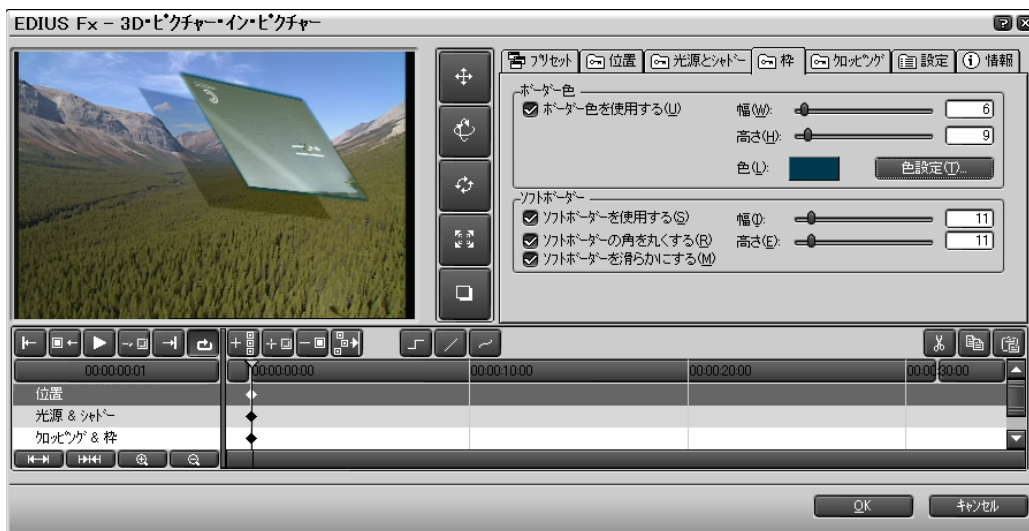 EDIUS Fx - 3D・ﾋﾟｸﾁｬｰ・ｲﾝ・ﾋﾟｸﾁｬｰ
ﾌﾟﾘｾｯﾄ 位置 光源とｼｬﾄﾞｰ 枠 ｸﾛｯﾋﾟﾝｸﾞ 設定 情報
ﾎﾞｰﾀﾞｰ色
ﾎﾞｰﾀﾞｰ色を使用する(U) 幅(W): 6
高さ(H): 9
色(L): 色設定(T)...
ｿﾌﾄﾎﾞｰﾀﾞｰ
ｿﾌﾄﾎﾞｰﾀﾞｰを使用する(S) 幅(I): 11
ｿﾌﾄﾎﾞｰﾀﾞｰの角を丸くする(R) 高さ(E): 11
ｿﾌﾄﾎﾞｰﾀﾞｰを滑らかにする(M)
00:00:00:01 00:00:00:00 00:00:10:00 00:00:20:00 00:00:30:00
位置
光源 & ｼｬﾄﾞｰ
ｸﾛｯﾋﾟﾝｸﾞ & 枠
OK ｷｬﾝｾﾙ